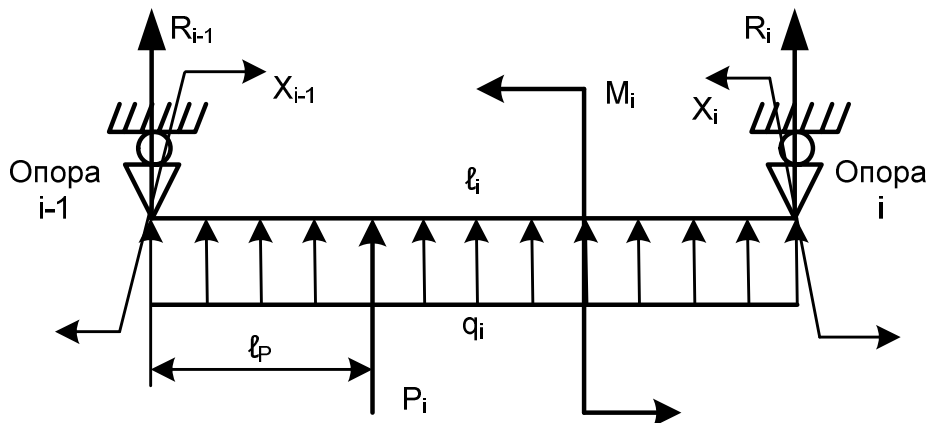 Rᵢ₋₁
Rᵢ
Xᵢ₋₁
Mᵢ
Xᵢ
Опора
i-1
ℓᵢ
Опора
i
qᵢ
ℓP
Pᵢ